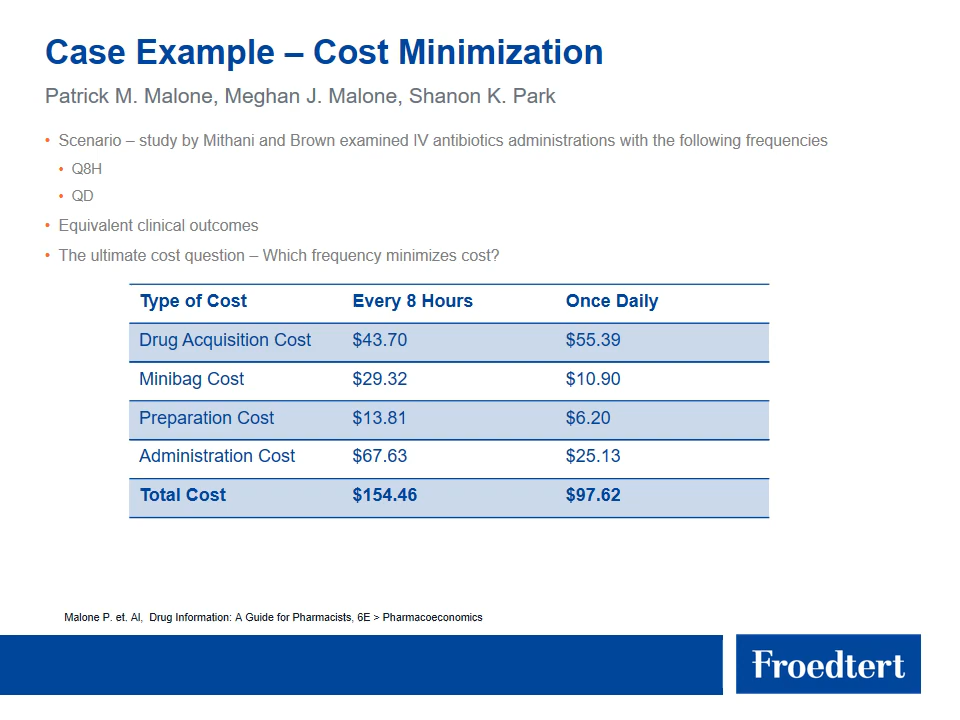 Case Example – Cost Minimization
Patrick M. Malone, Meghan J. Malone, Shanon K. Park
• Scenario – study by Mithani and Brown examined IV antibiotics administrations with the following frequencies
• Q8H
• QD
• Equivalent clinical outcomes
• The ultimate cost question – Which frequency minimizes cost?
Type of Cost Every 8 Hours Once Daily
Drug Acquisition Cost $43.70 $55.39
Minibag Cost $29.32 $10.90
Preparation Cost $13.81 $6.20
Administration Cost $67.63 $25.13
Total Cost $154.46 $97.62
Malone P. et. Al, Drug Information: A Guide for Pharmacists, 6E > Pharmacoeconomics
Froedtert